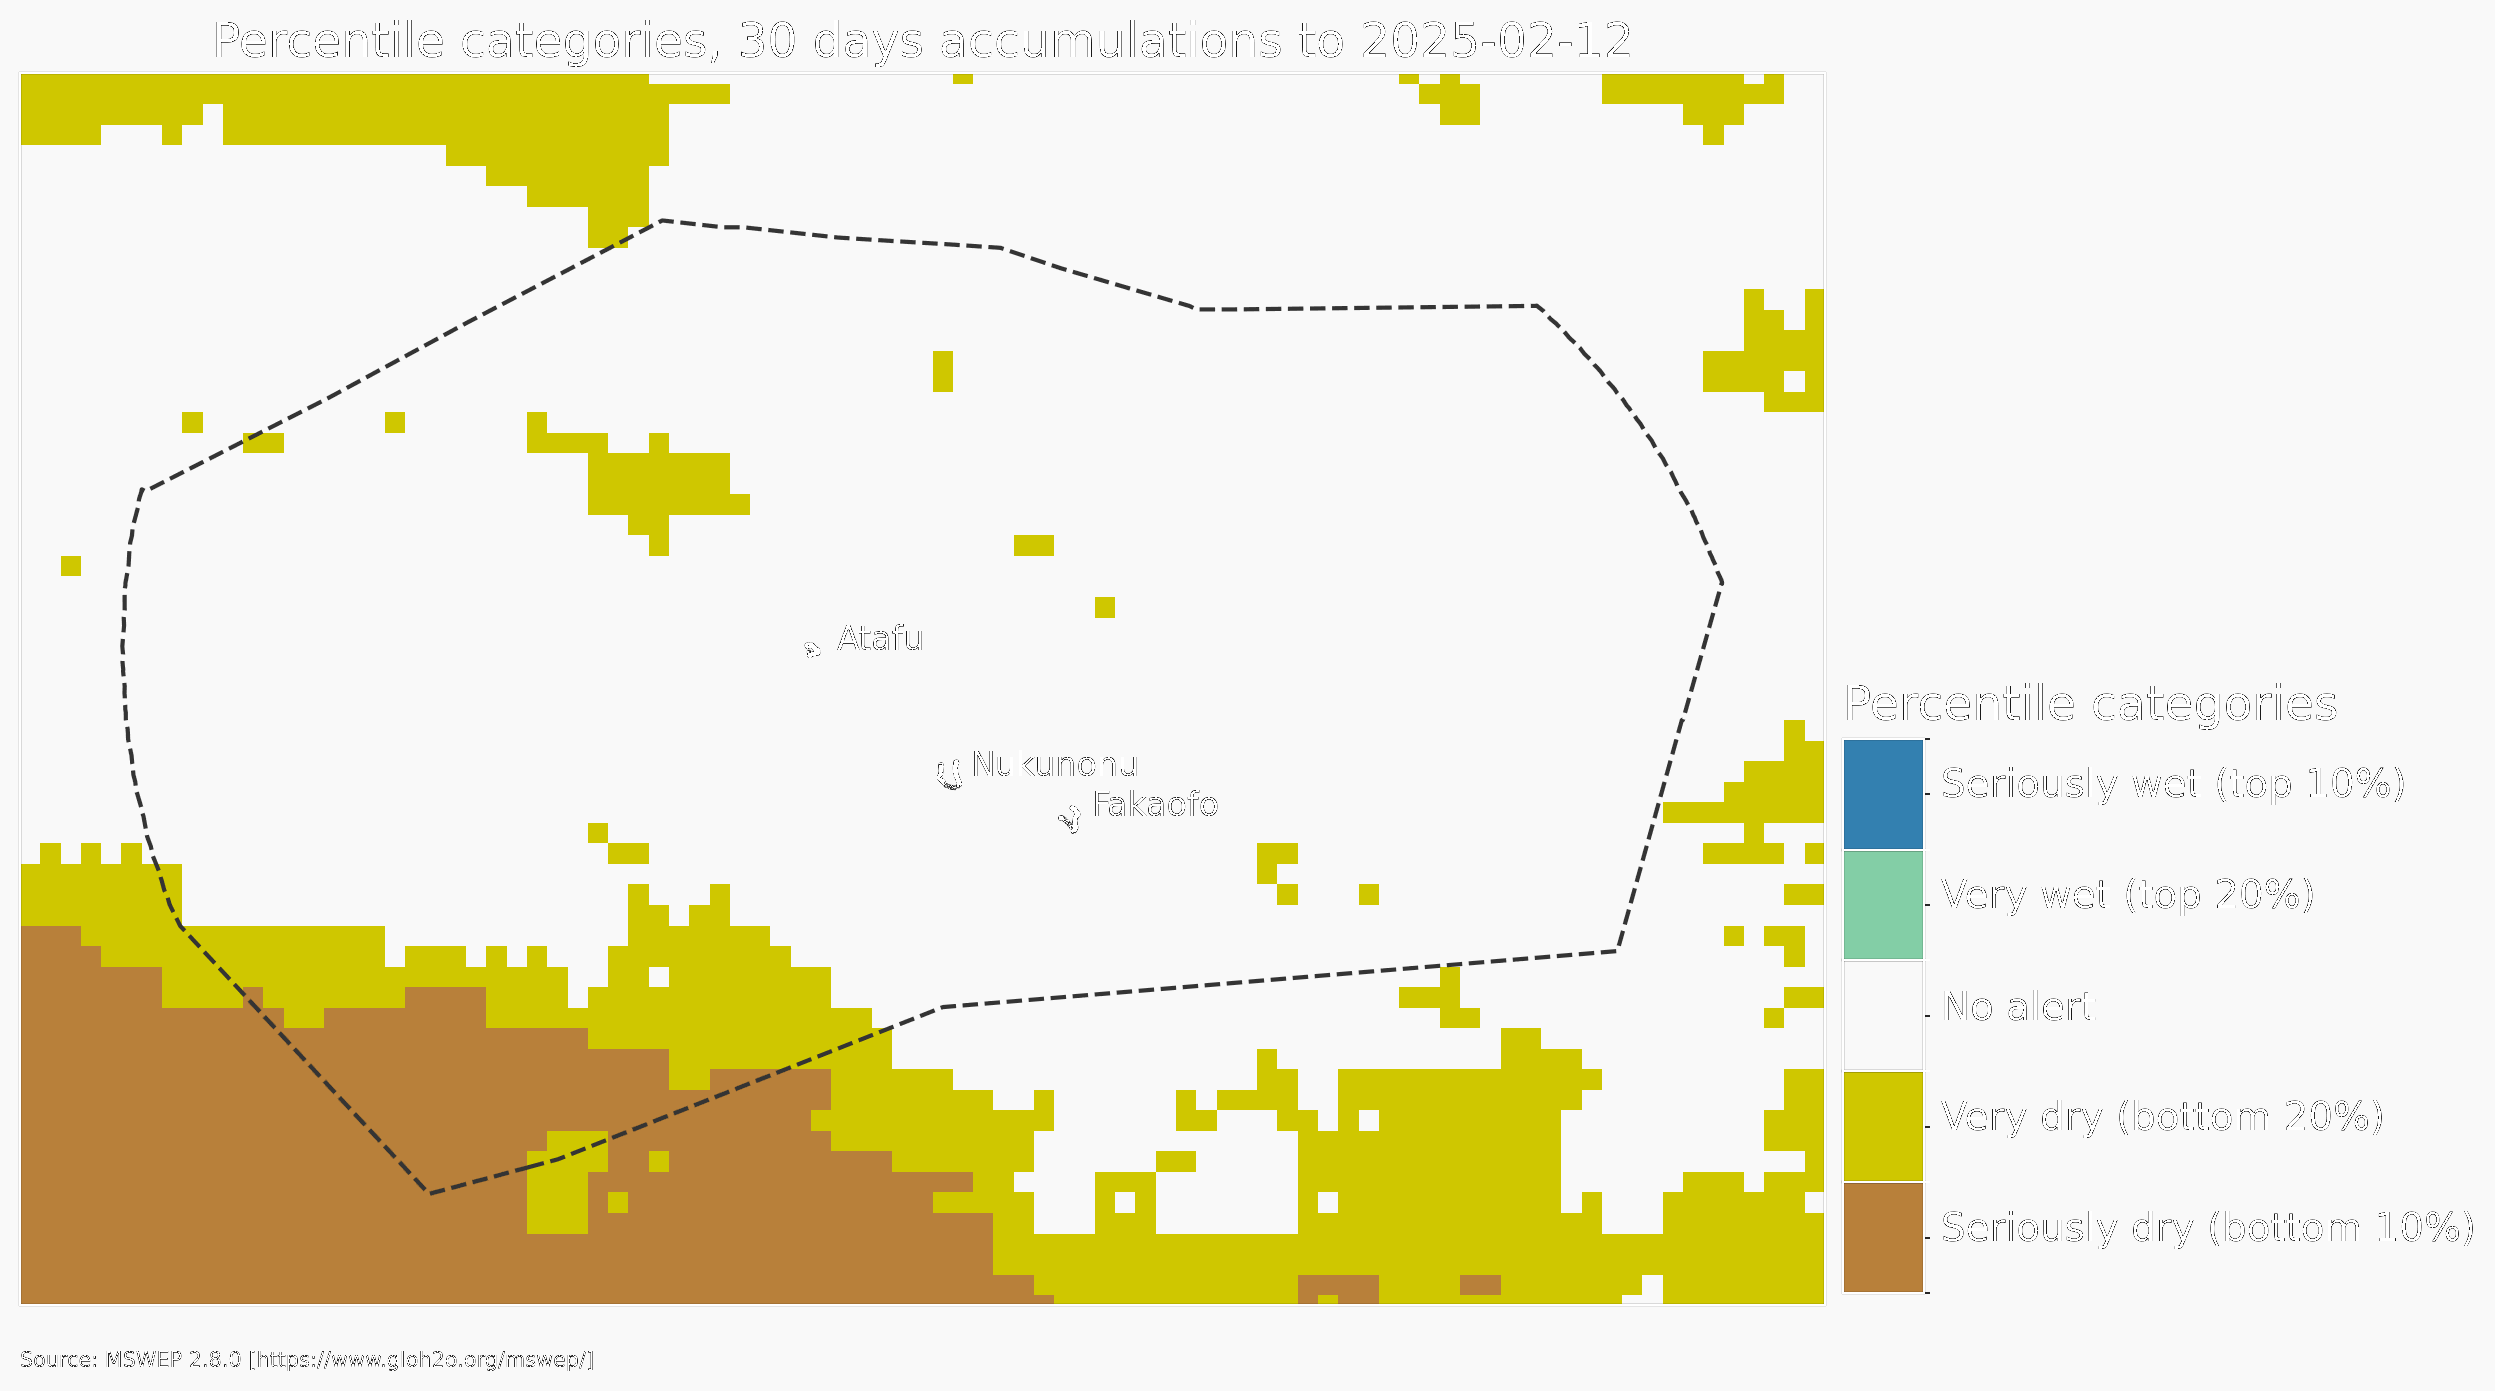 Percentile categories, 30 days accumulations to 2025-02-12
Atafu
Nukunonu
Fakaofo
Percentile categories
Seriously wet (top 10%)
Very wet (top 20%)
No alert
Very dry (bottom 20%)
Seriously dry (bottom 10%)
Source: MSWEP 2.8.0 [https://www.gloh2o.org/mswep/]